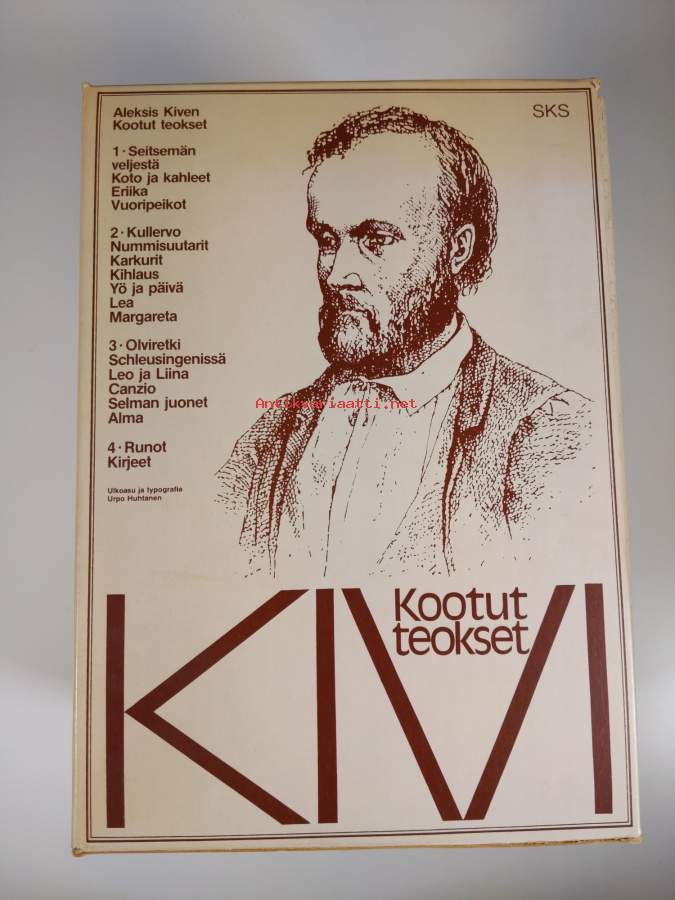 Aleksis Kiven
Kootut teokset
SKS
1 · Seitsemän
veljestä
Koto ja kahleet
Eriika
Vuoripeikot
2 · Kullervo
Nummisuutarit
Karkurit
Kihlaus
Yö ja päivä
Lea
Margareta
3 · Olviretki
Schleusingenissä
Leo ja Liina
Canzio
Selman juonet
Alma
4 · Runot
Kirjeet
Ulkoasu ja typografia
Urpo Huhtanen
Antikvariaatti.net
Kootut
teokset
KIVI